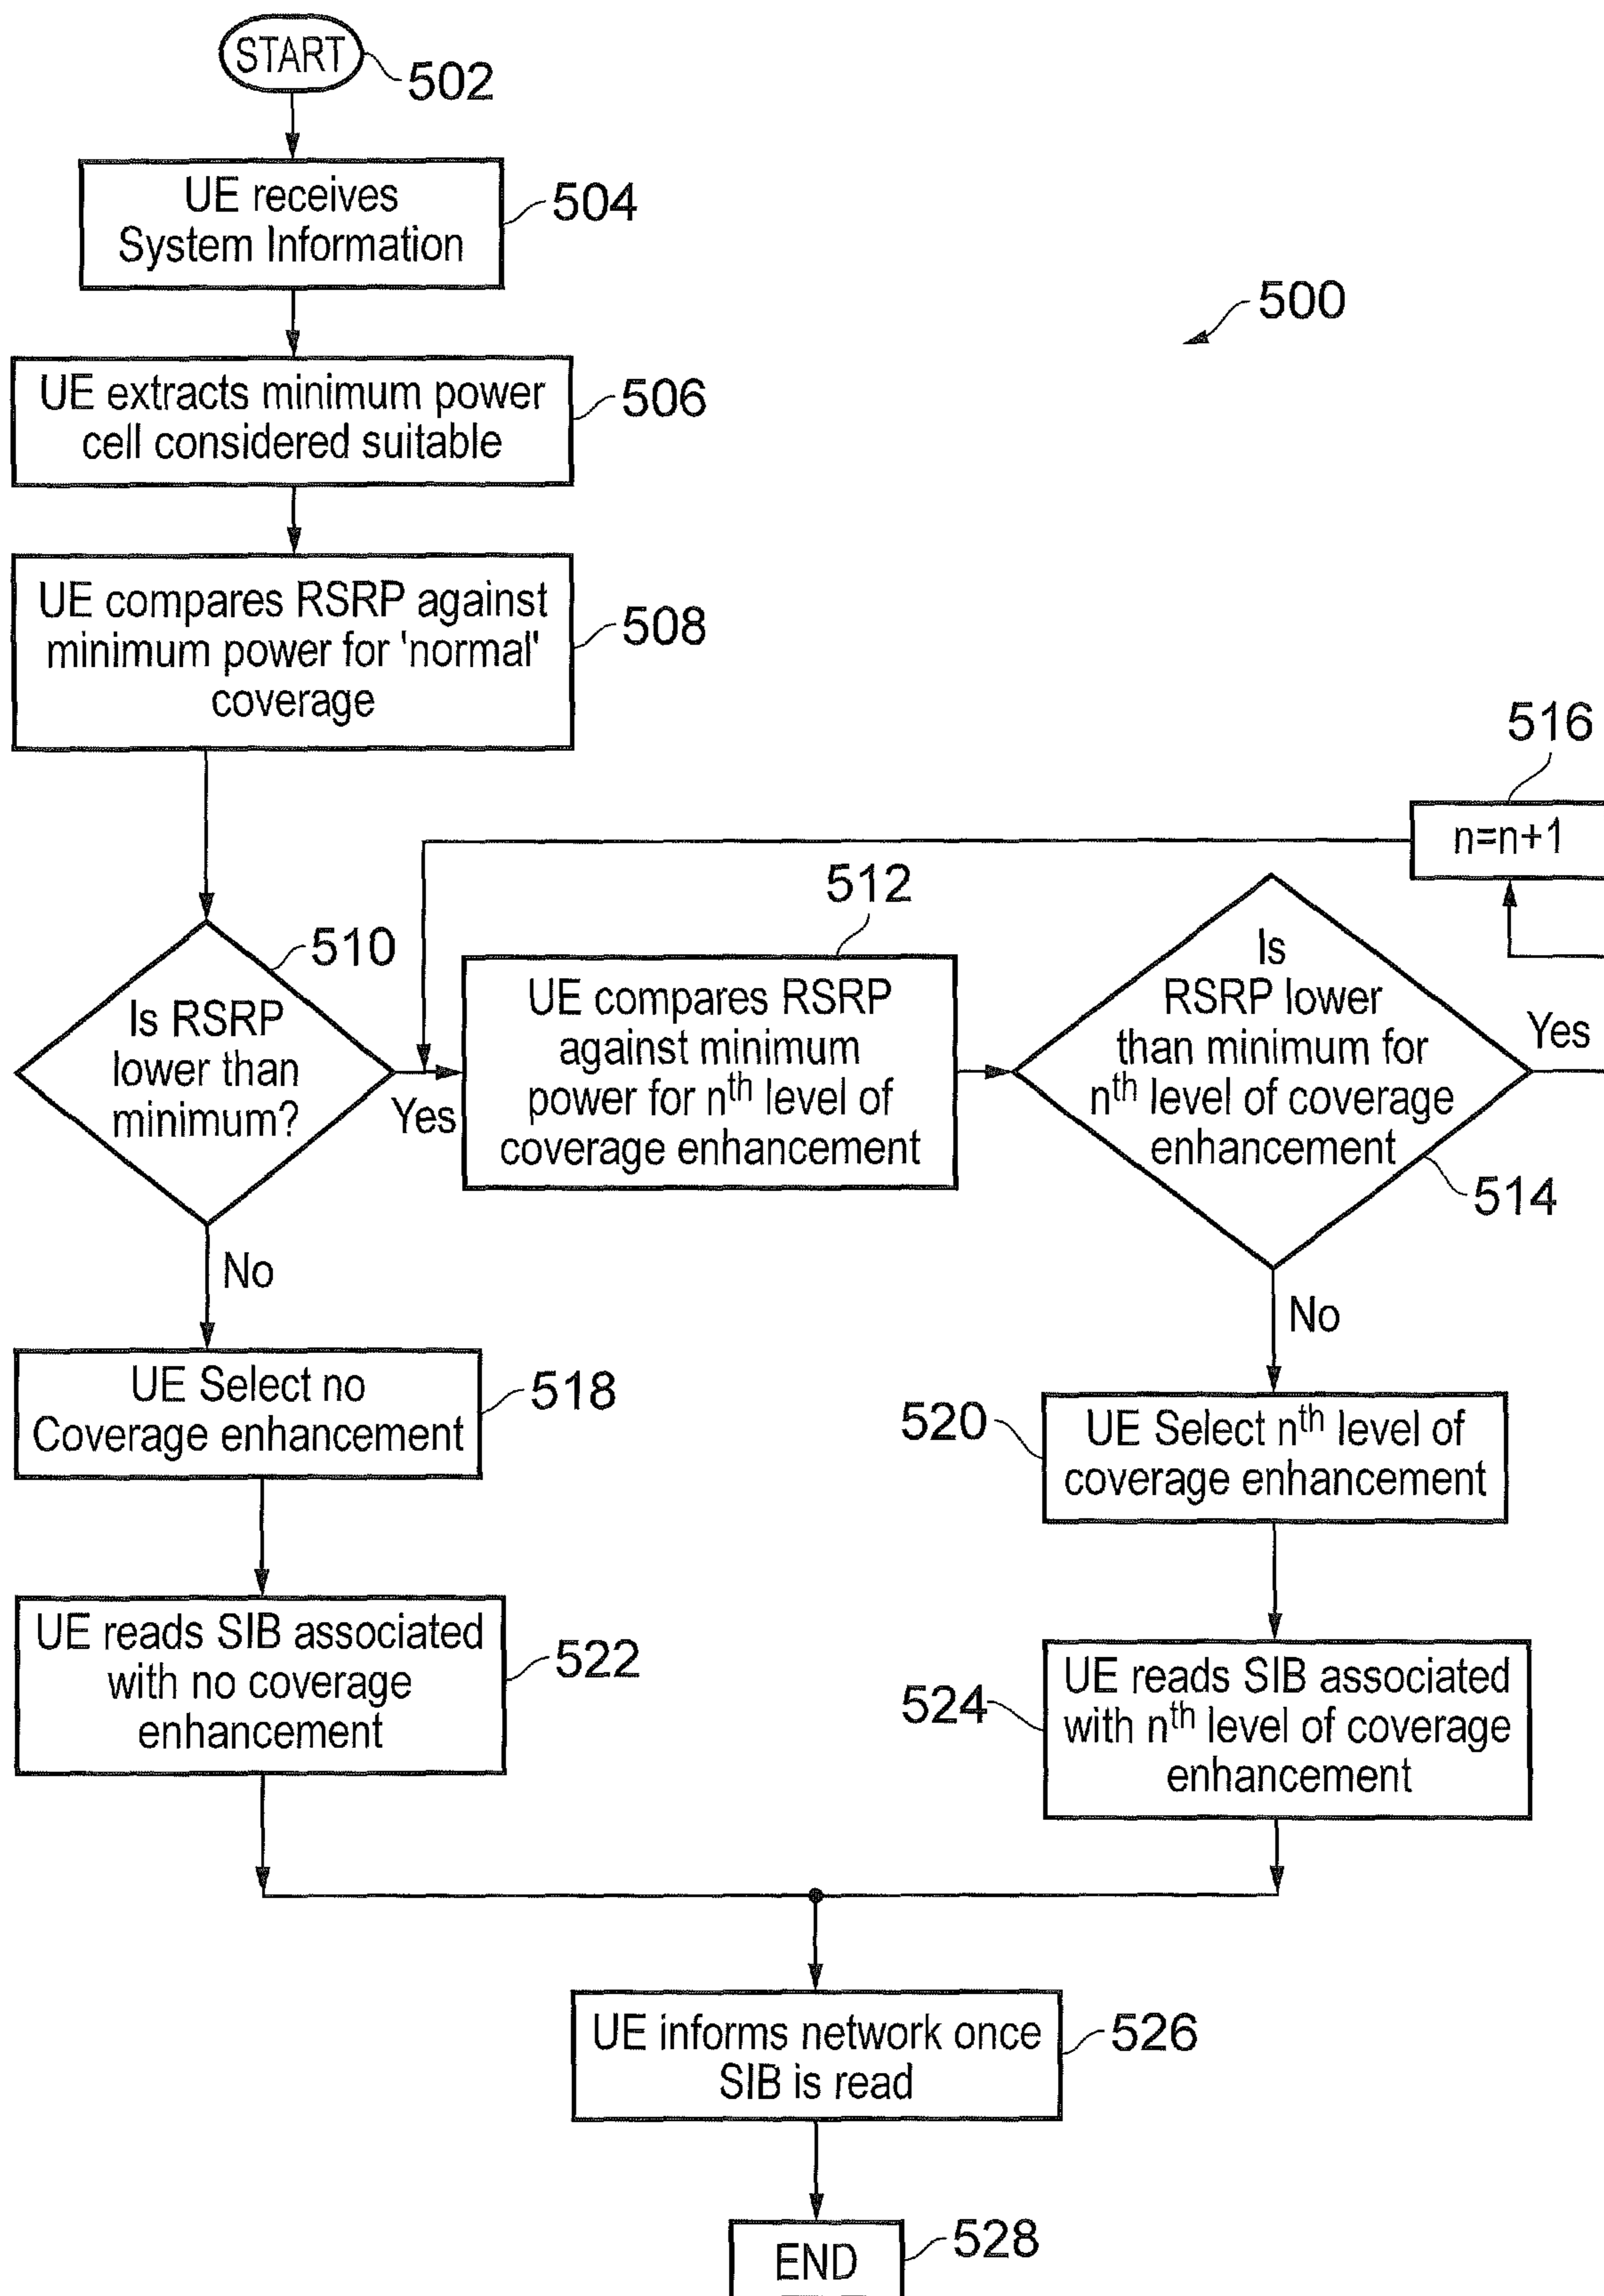 START
502
UE receives
System Information
504
500
UE extracts minimum power
cell considered suitable
506
UE compares RSRP against
minimum power for 'normal'
coverage
508
516
n=n+1
512
510
Is RSRP
lower than
minimum?
Yes
UE compares RSRP
against minimum
power for nth level of
coverage enhancement
Is
RSRP lower
than minimum for
nth level of coverage
enhancement
Yes
514
No
No
UE Select no
Coverage enhancement
518
520
UE Select nth level of
coverage enhancement
UE reads SIB associated
with no coverage
enhancement
522
524
UE reads SIB associated
with nth level of coverage
enhancement
UE informs network once
SIB is read
526
END
528